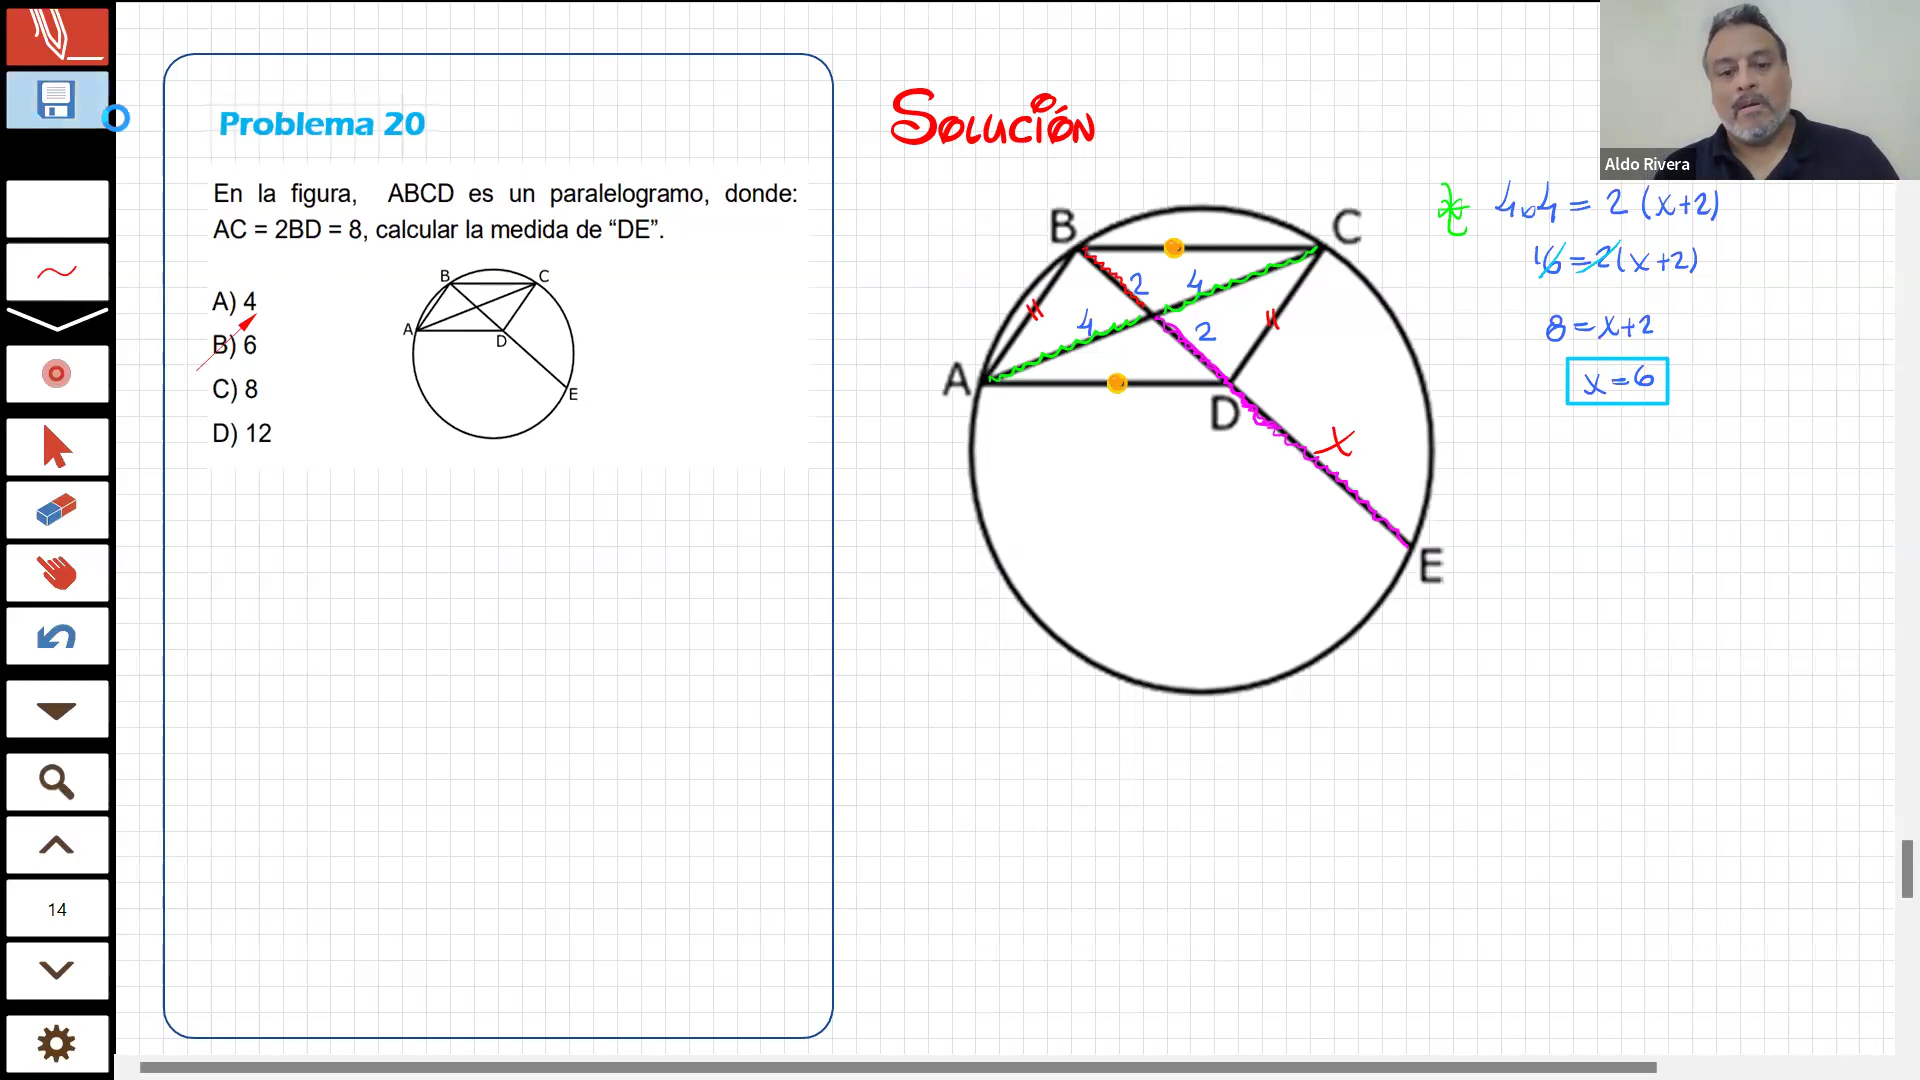 Problema 20
En la figura, ABCD es un paralelogramo, donde:
AC = 2BD = 8, calcular la medida de “DE”.
A) 4
B) 6
C) 8
D) 12
B
C
A
D
E
SOLUCIÓN
B
C
A
D
E
2
4
4
2
x
4x4 = 2 (x+2)
16 = 2 (x+2)
8 = x+2
x = 6
Aldo Rivera
14